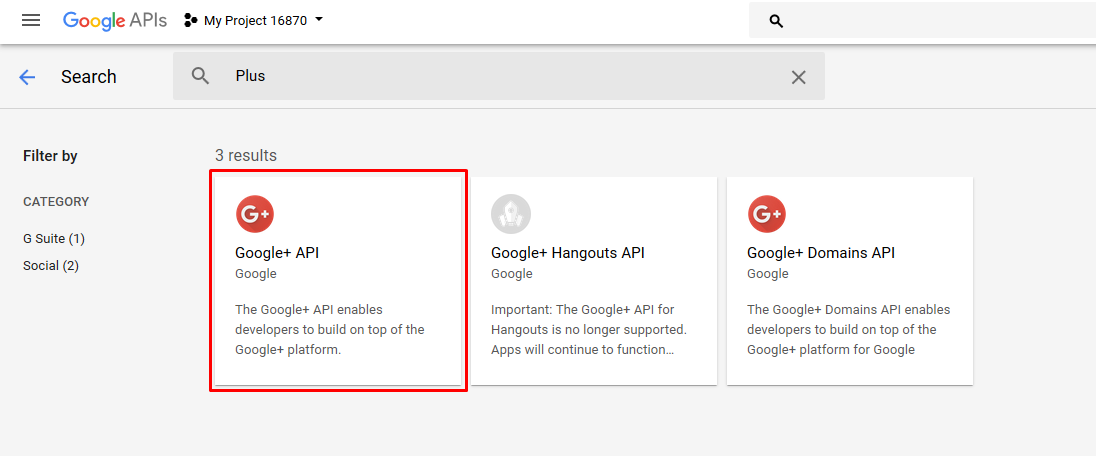 Google APIs My Project 16870
Search Plus
Filter by
3 results
CATEGORY
G Suite (1)
Social (2)
G+
Google+ API
Google
The Google+ API enables
developers to build on top of the
Google+ platform.
Google+ Hangouts API
Google
Important: The Google+ API for
Hangouts is no longer supported.
Apps will continue to function...
G+
Google+ Domains API
Google
The Google+ Domains API enables
developers to build on top of the
Google+ platform for Google